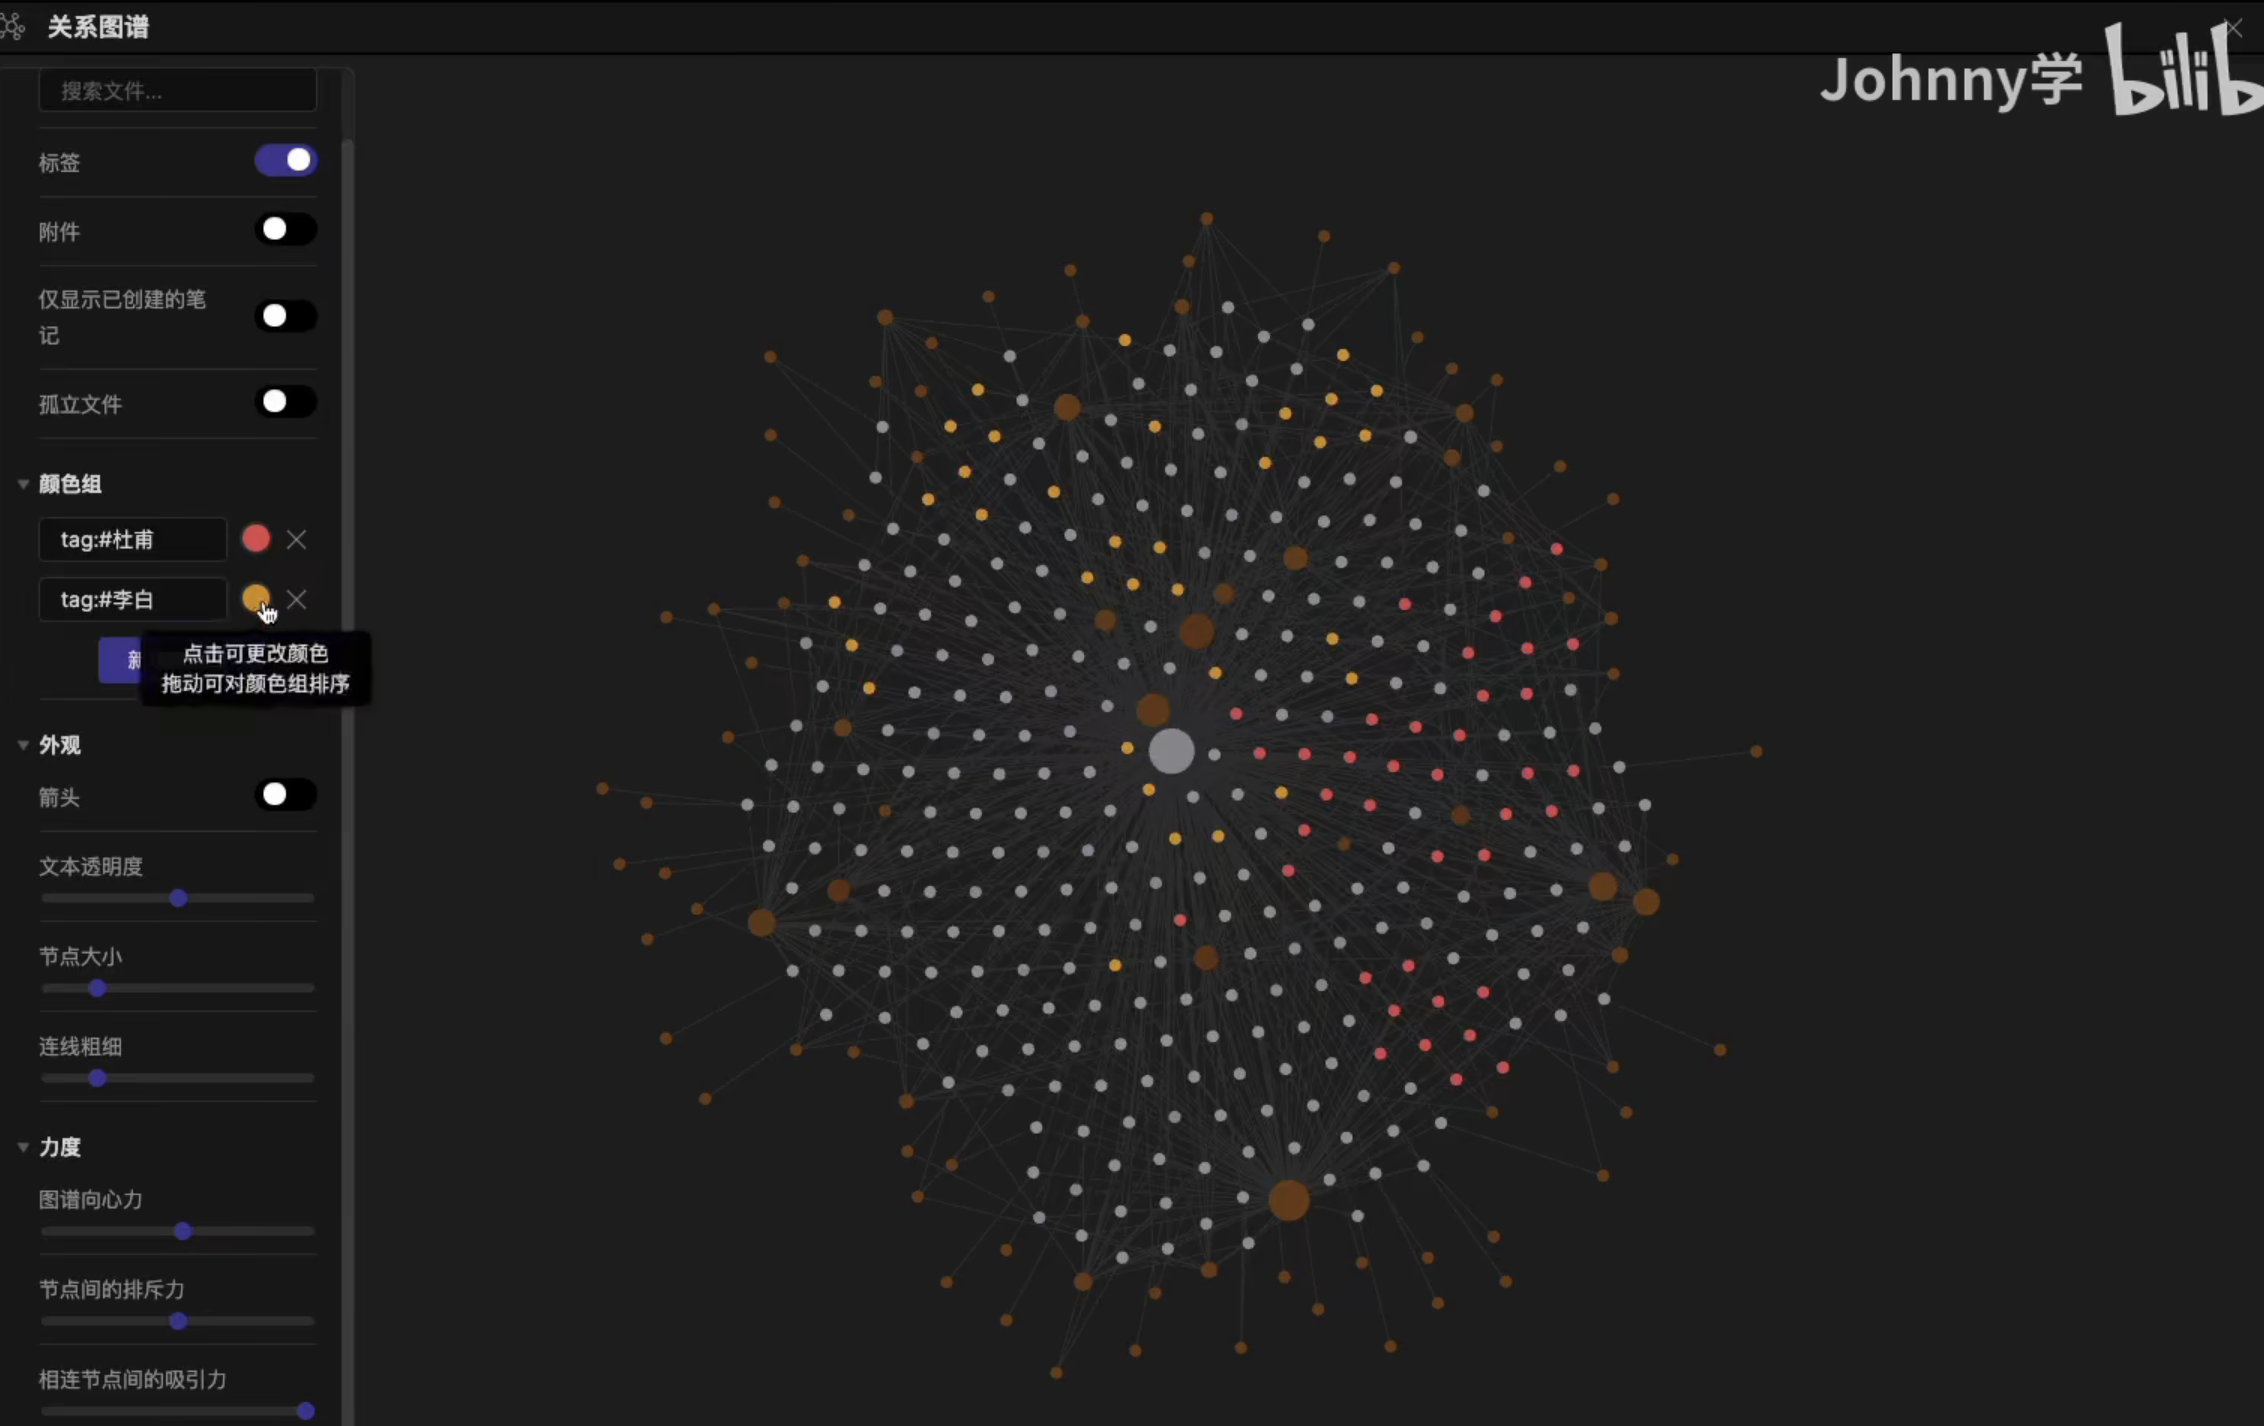 关系图谱
Johnny学
bilib
搜索文件...
标签
附件
仅显示已创建的笔
记
孤立文件
颜色组
tag:#杜甫
tag:#李白
新
点击可更改颜色
拖动可对颜色组排序
外观
箭头
文本透明度
节点大小
连线粗细
力度
图谱向心力
节点间的排斥力
相连节点间的吸引力